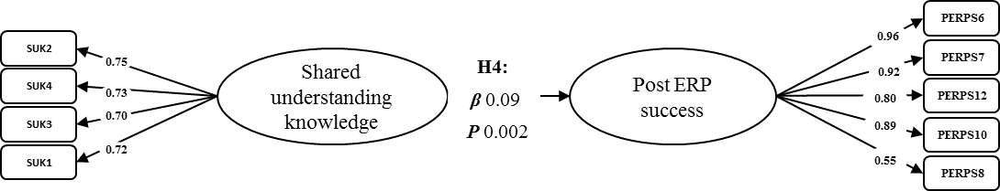 SUK2
SUK4
SUK3
SUK1
0.75
0.73
0.70
0.72
Shared
understanding
knowledge
H4:
β 0.09
P 0.002
Post ERP
success
0.96
0.92
0.80
0.89
0.55
PERPS6
PERPS7
PERPS12
PERPS10
PERPS8